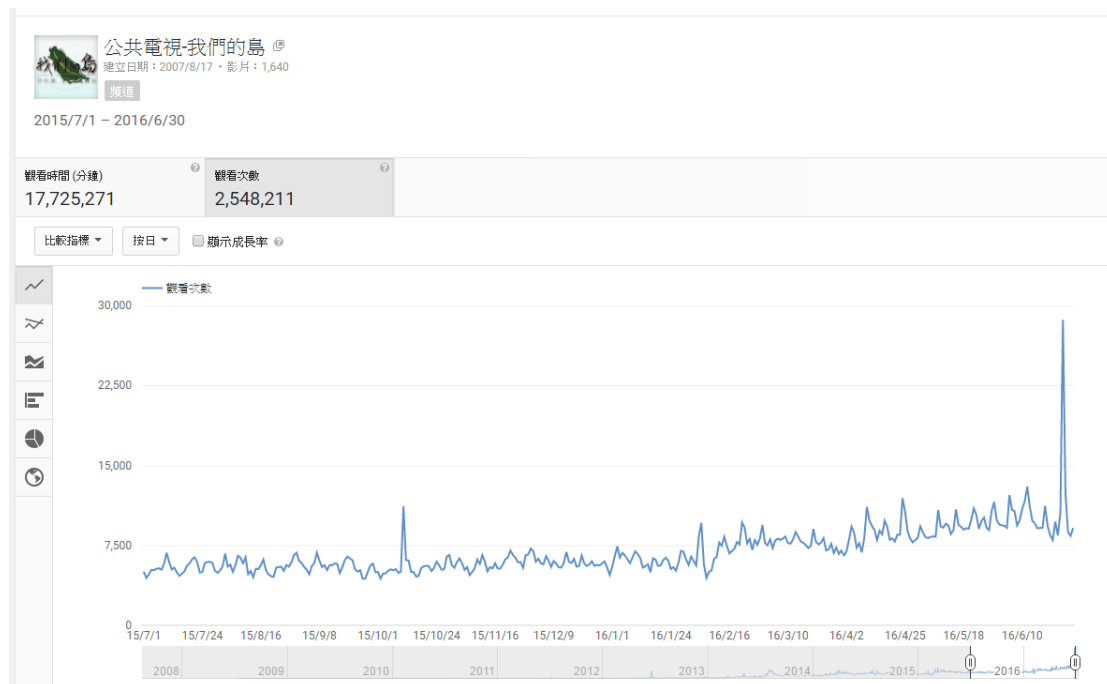 我們的島
公共電視-我們的島
建立日期：2007/8/17 • 影片：1,640
頻道
2015/7/1 – 2016/6/30
觀看時間 (分鐘)
17,725,271
觀看次數
2,548,211
比較指標
按日
顯示成長率
觀看次數
30,000
22,500
15,000
7,500
0
15/7/1 15/7/24 15/8/16 15/9/8 15/10/1 15/10/24 15/11/16 15/12/9 16/1/1 16/1/24 16/2/16 16/3/10 16/4/2 16/4/25 16/5/18 16/6/10
2008 2009 2010 2011 2012 2013 2014 2015 2016